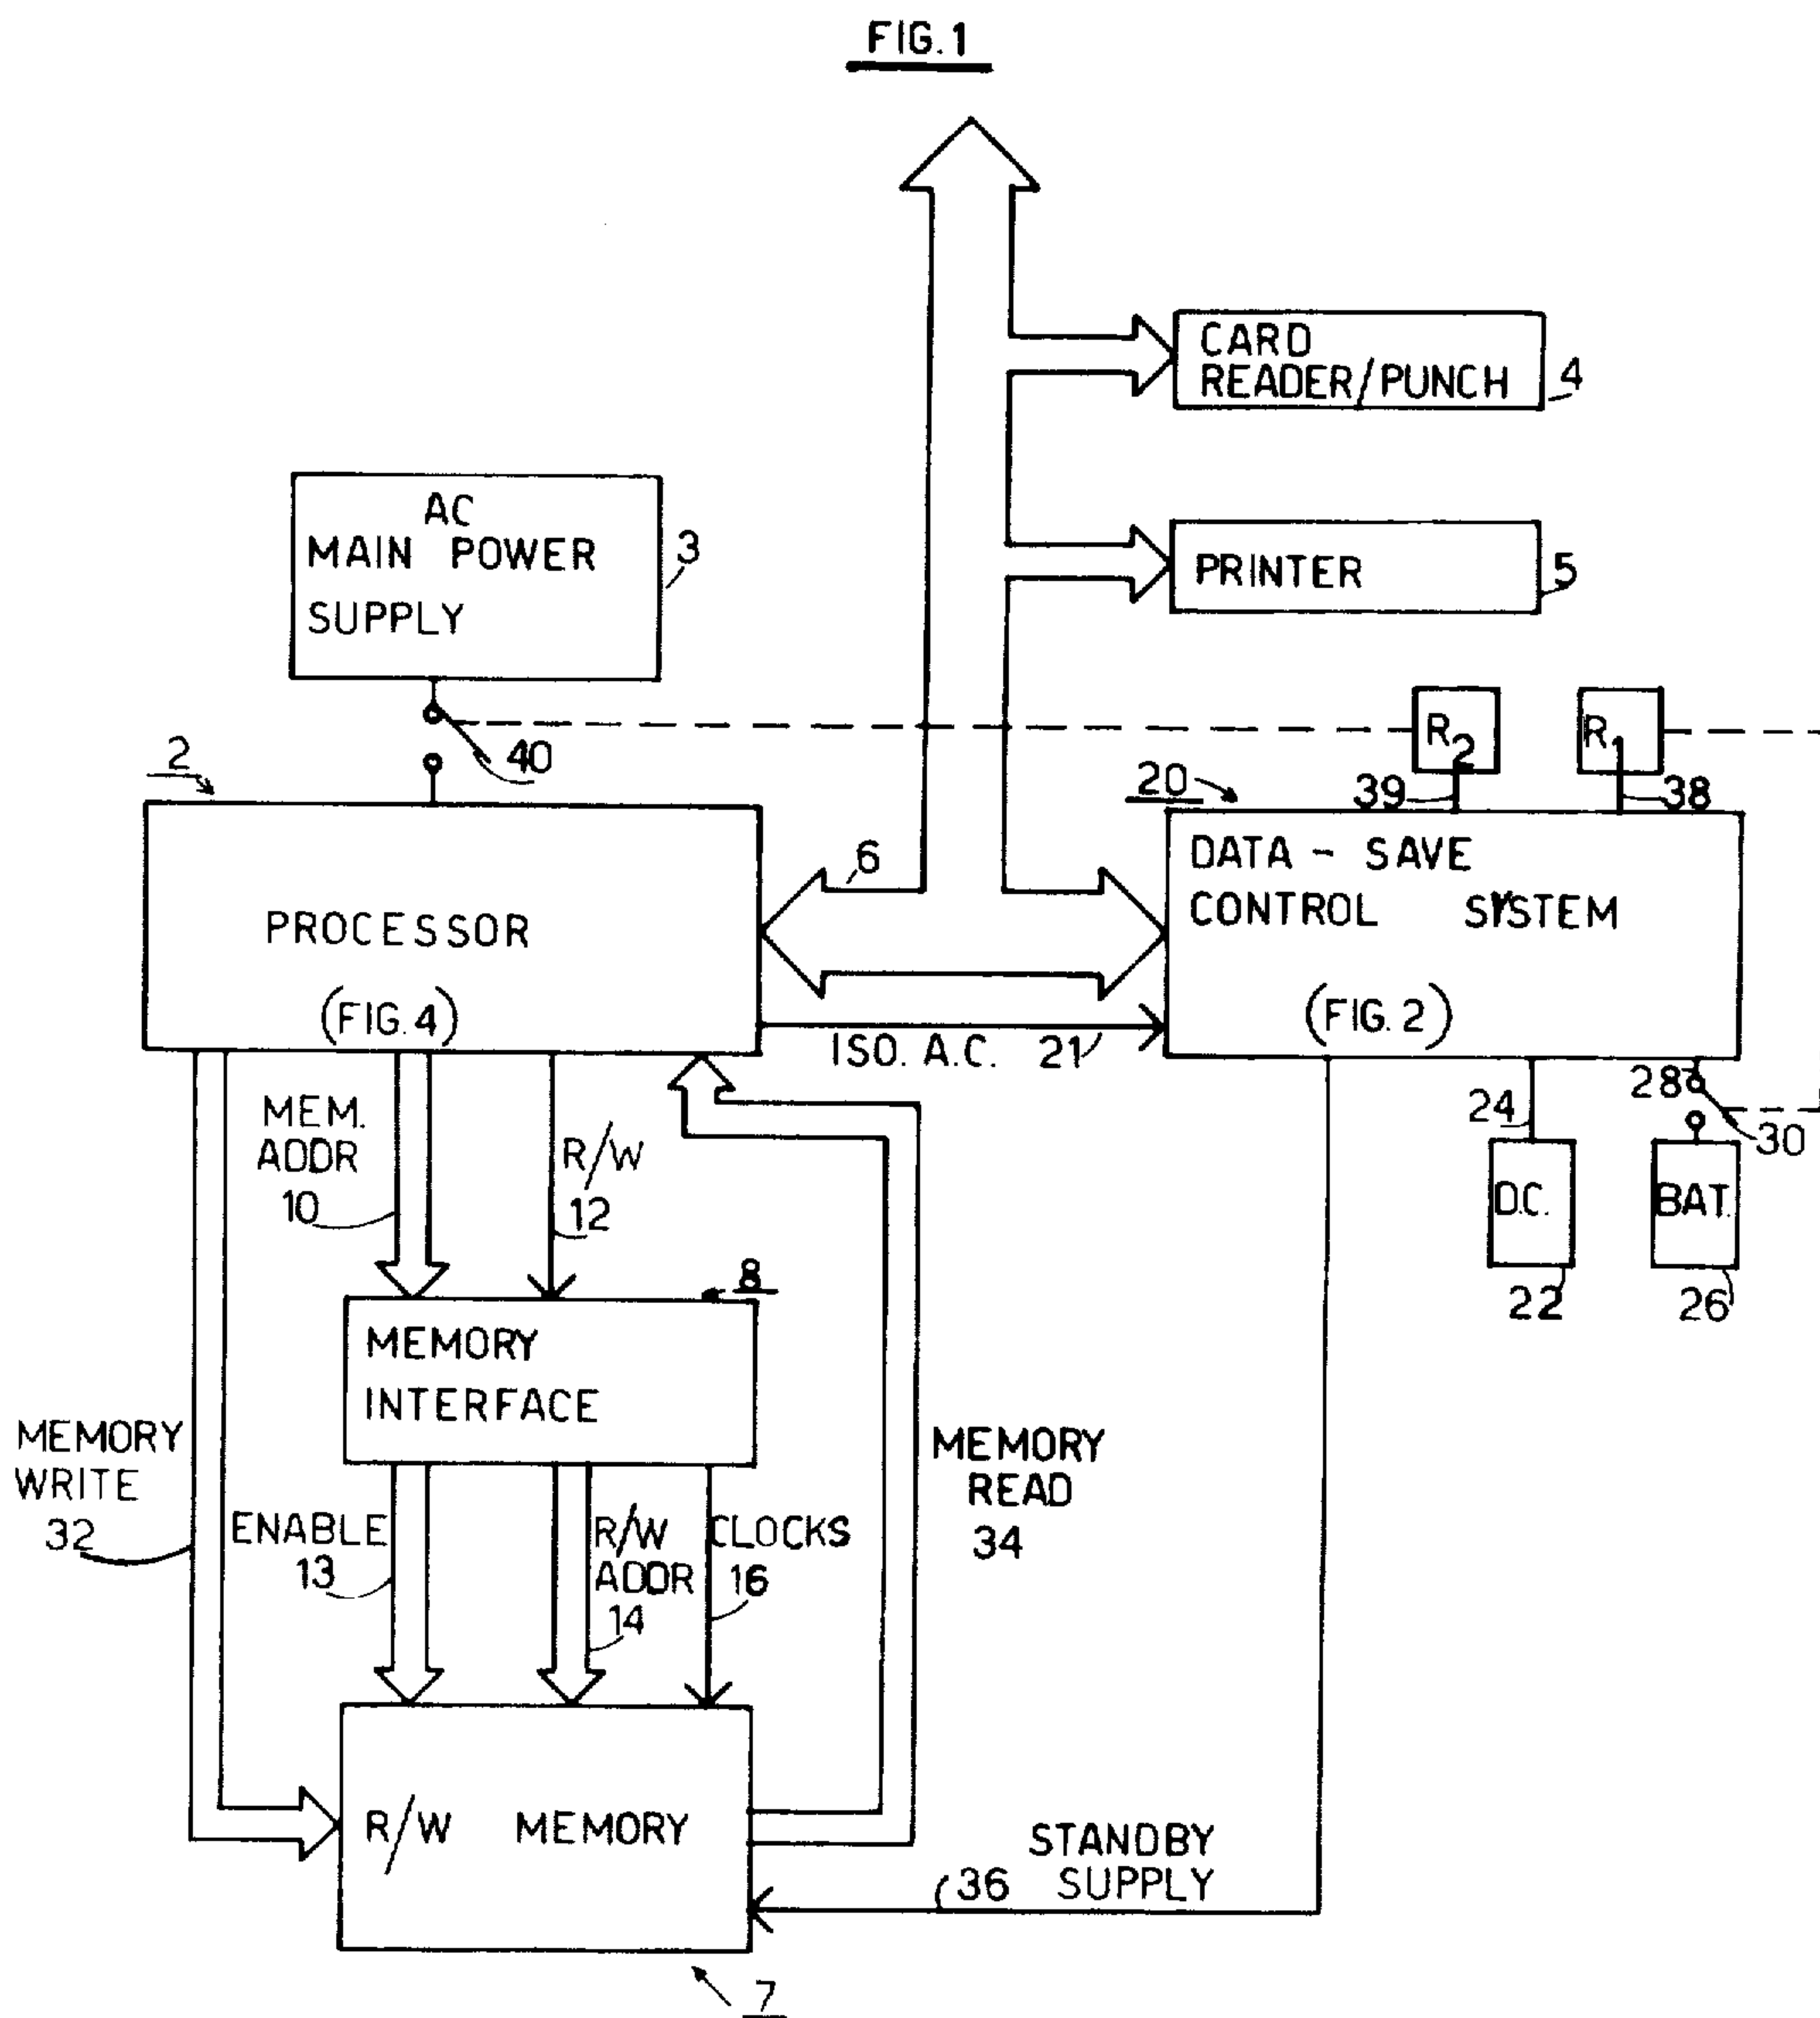 FIG. 1
CARD
READER/PUNCH
4
AC
MAIN POWER
SUPPLY
3
PRINTER
5
R2
R1
40
2
20
39
38
6
DATA - SAVE
CONTROL SYSTEM
(FIG. 2)
PROCESSOR
(FIG. 4)
ISO. A.C. 21
28
24
30
MEM.
ADDR
10
R/W
12
D.C.
BAT.
22
26
8
MEMORY
INTERFACE
MEMORY
WRITE
32
MEMORY
READ
34
ENABLE
13
R/W
ADDR
14
CLOCKS
16
R/W MEMORY
STANDBY
36 SUPPLY
7